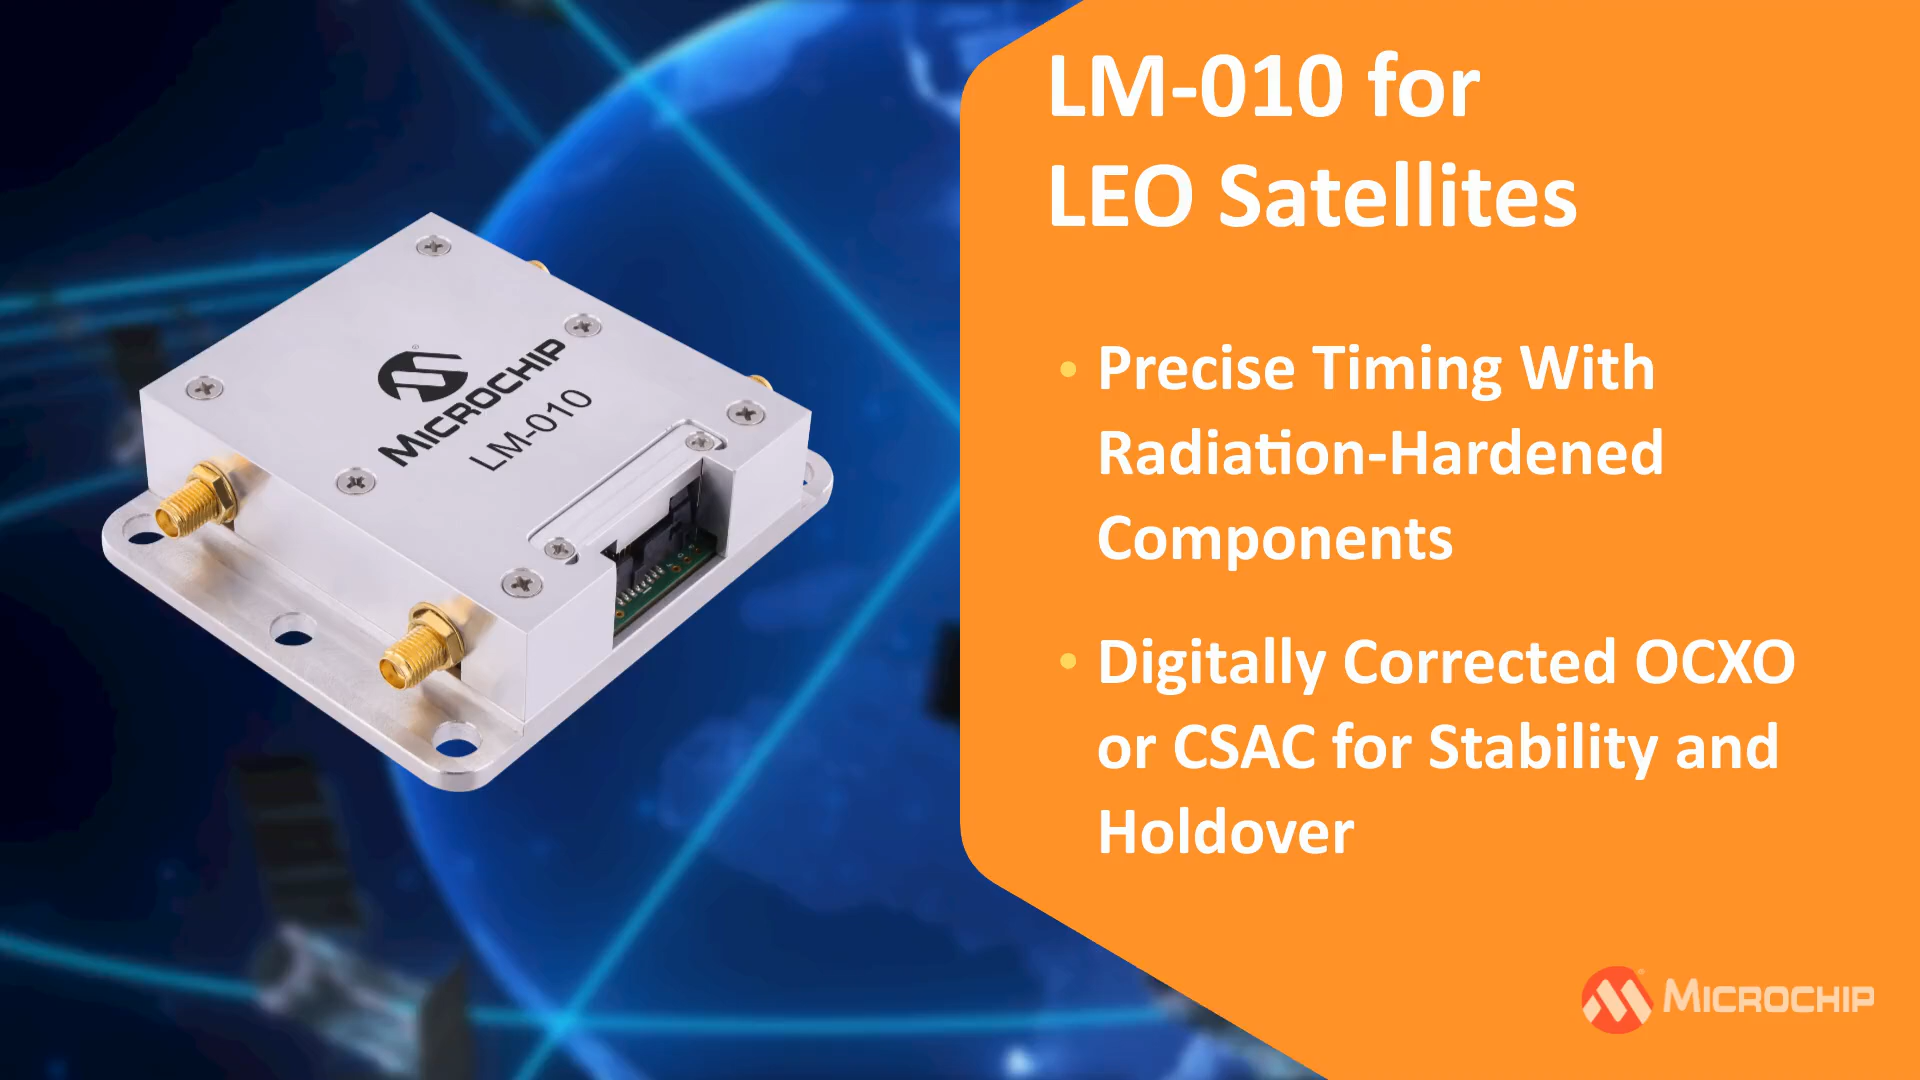 LM-010 for
LEO Satellites
• Precise Timing With
Radiation-Hardened
Components
• Digitally Corrected OCXO
or CSAC for Stability and
Holdover
MICROCHIP
LM-010
MICROCHIP